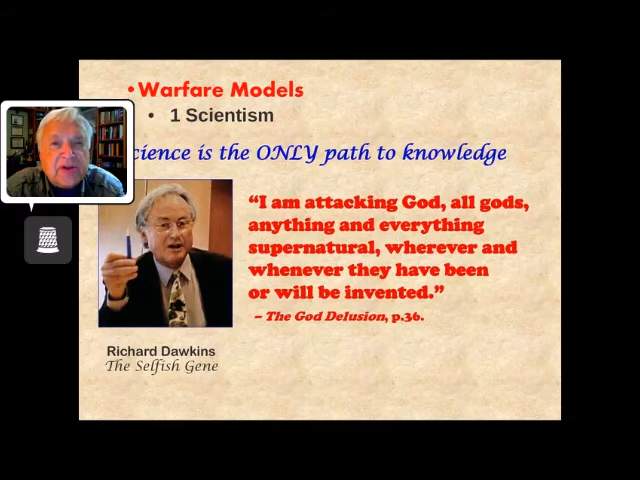 •Warfare Models
• 1 Scientism
cience is the ONLY path to knowledge
“I am attacking God, all gods,
anything and everything
supernatural, wherever and
whenever they have been
or will be invented.”
– The God Delusion, p.36.
Richard Dawkins
The Selfish Gene